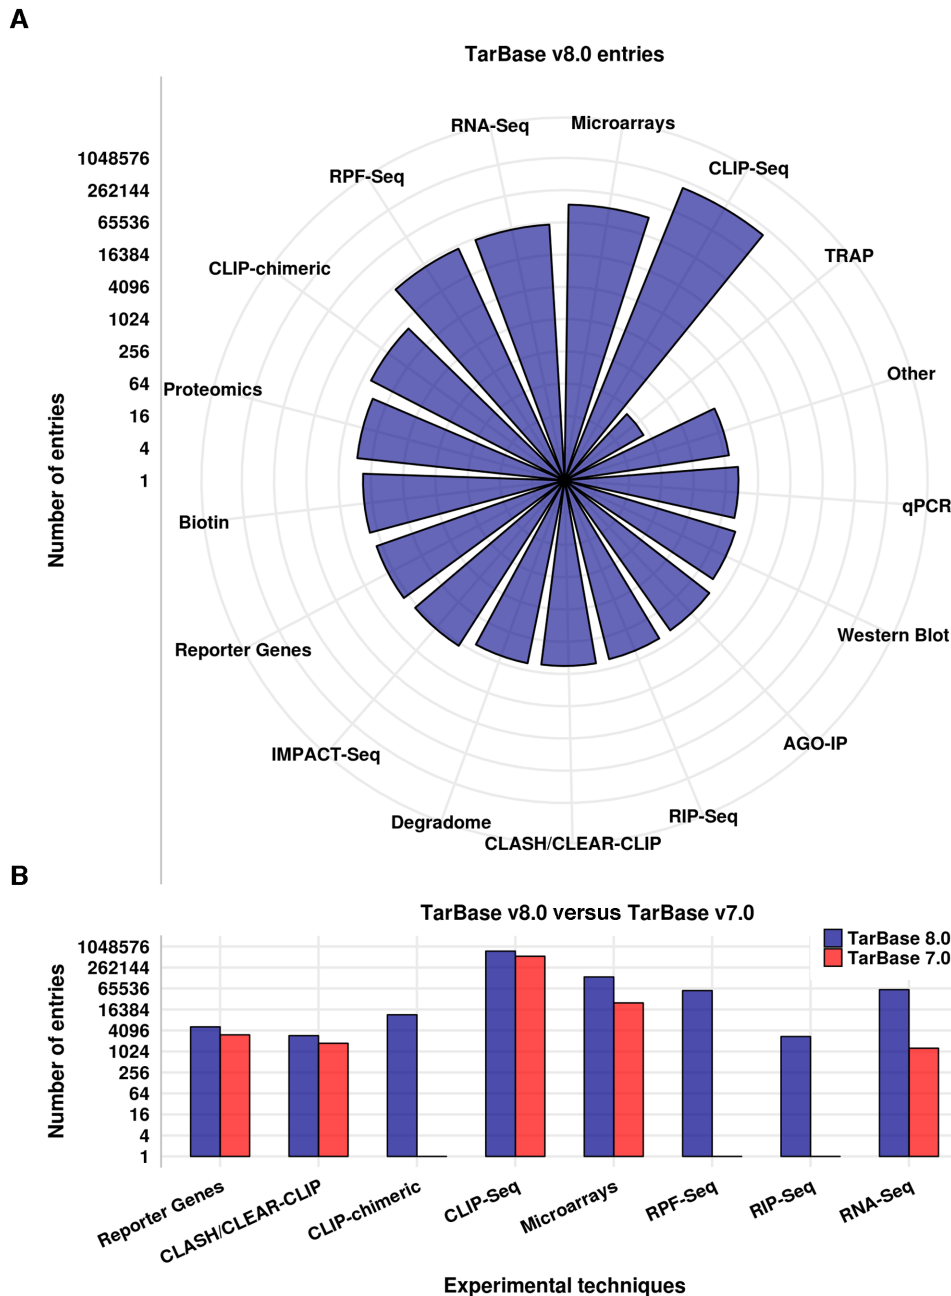 A
TarBase v8.0 entries
RNA-Seq
Microarrays
CLIP-Seq
RPF-Seq
TRAP
CLIP-chimeric
Other
Proteomics
qPCR
Biotin
Western Blot
Reporter Genes
AGO-IP
IMPACT-Seq
RIP-Seq
Degradome
CLASH/CLEAR-CLIP
1048576
262144
65536
16384
4096
1024
256
64
16
4
1
Number of entries
B
TarBase v8.0 versus TarBase v7.0
TarBase 8.0
TarBase 7.0
1048576
262144
65536
16384
4096
1024
256
64
16
4
1
Number of entries
Reporter Genes
CLASH/CLEAR-CLIP
CLIP-chimeric
CLIP-Seq
Microarrays
RPF-Seq
RIP-Seq
RNA-Seq
Experimental techniques